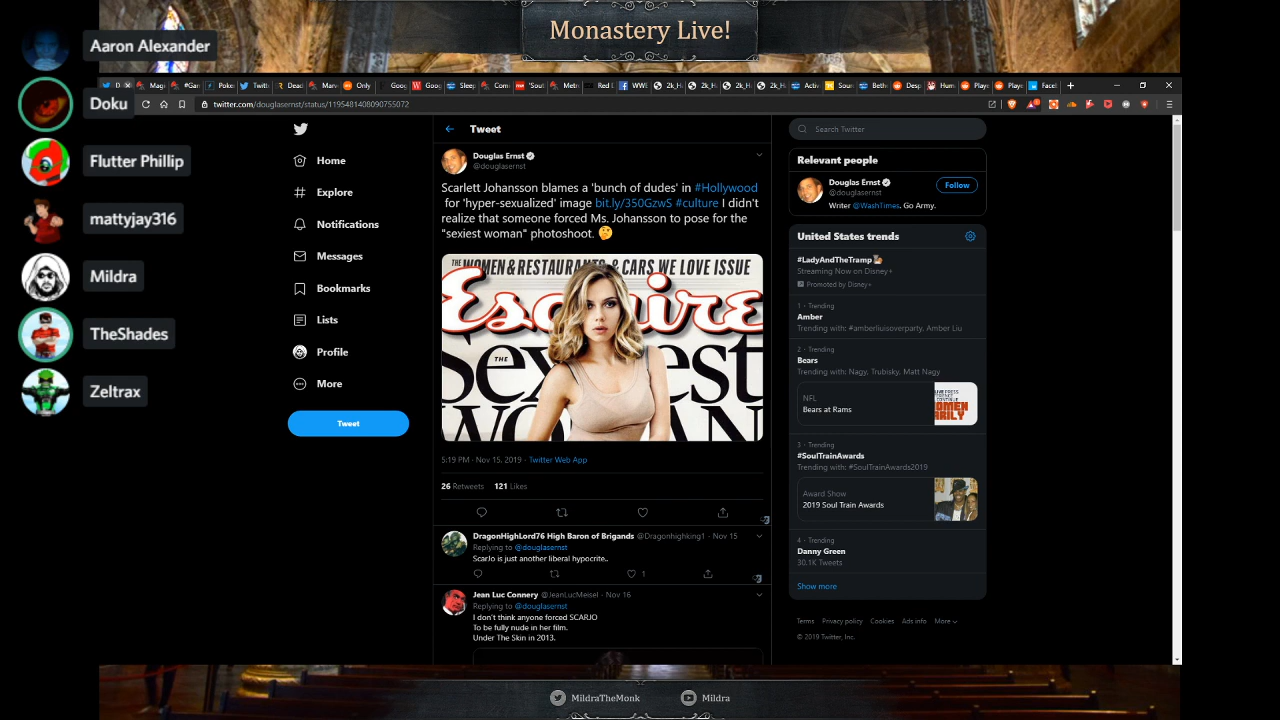 Monastery Live!
Aaron Alexander
Doku
Flutter Phillip
mattyjay316
Mildra
TheShades
Zeltrax
twitter.com/douglasernst/status/1195481408090755072
Home
Explore
Notifications
Messages
Bookmarks
Lists
Profile
More
Tweet
Tweet
Douglas Ernst
@douglasernst
Scarlett Johansson blames a 'bunch of dudes' in #Hollywood
for 'hyper-sexualized' image bit.ly/350GzwS #culture I didn't
realize that someone forced Ms. Johansson to pose for the
"sexiest woman" photoshoot.
THE WOMEN & RESTAURANTS & CARS WE LOVE ISSUE
Esquire
THE
5:19 PM · Nov 15, 2019 · Twitter Web App
26 Retweets 121 Likes
DragonHighLord76 High Baron of Brigands @Dragonhighking1 · Nov 15
Replying to @douglasernst
ScarJo is just another liberal hypocrite..
1
Jean Luc Connery @JeanLucMeisel · Nov 16
Replying to @douglasernst
I don't think anyone forced SCARJO
To be fully nude in her film.
Under The Skin in 2013.
Search Twitter
Relevant people
Douglas Ernst
@douglasernst
Follow
Writer @WashTimes. Go Army.
United States trends
#LadyAndTheTramp
Streaming Now on Disney+
Promoted by Disney+
1 · Trending
Amber
Trending with: #amberliuisoverparty, Amber Liu
2 · Trending
Bears
Trending with: Nagy, Trubisky, Matt Nagy
NFL
Bears at Rams
3 · Trending
#SoulTrainAwards
Trending with: #SoulTrainAwards2019
Award Show
2019 Soul Train Awards
4 · Trending
Danny Green
30.1K Tweets
Show more
Terms Privacy policy Cookies Ads info More
© 2019 Twitter, Inc.
MildraTheMonk
Mildra